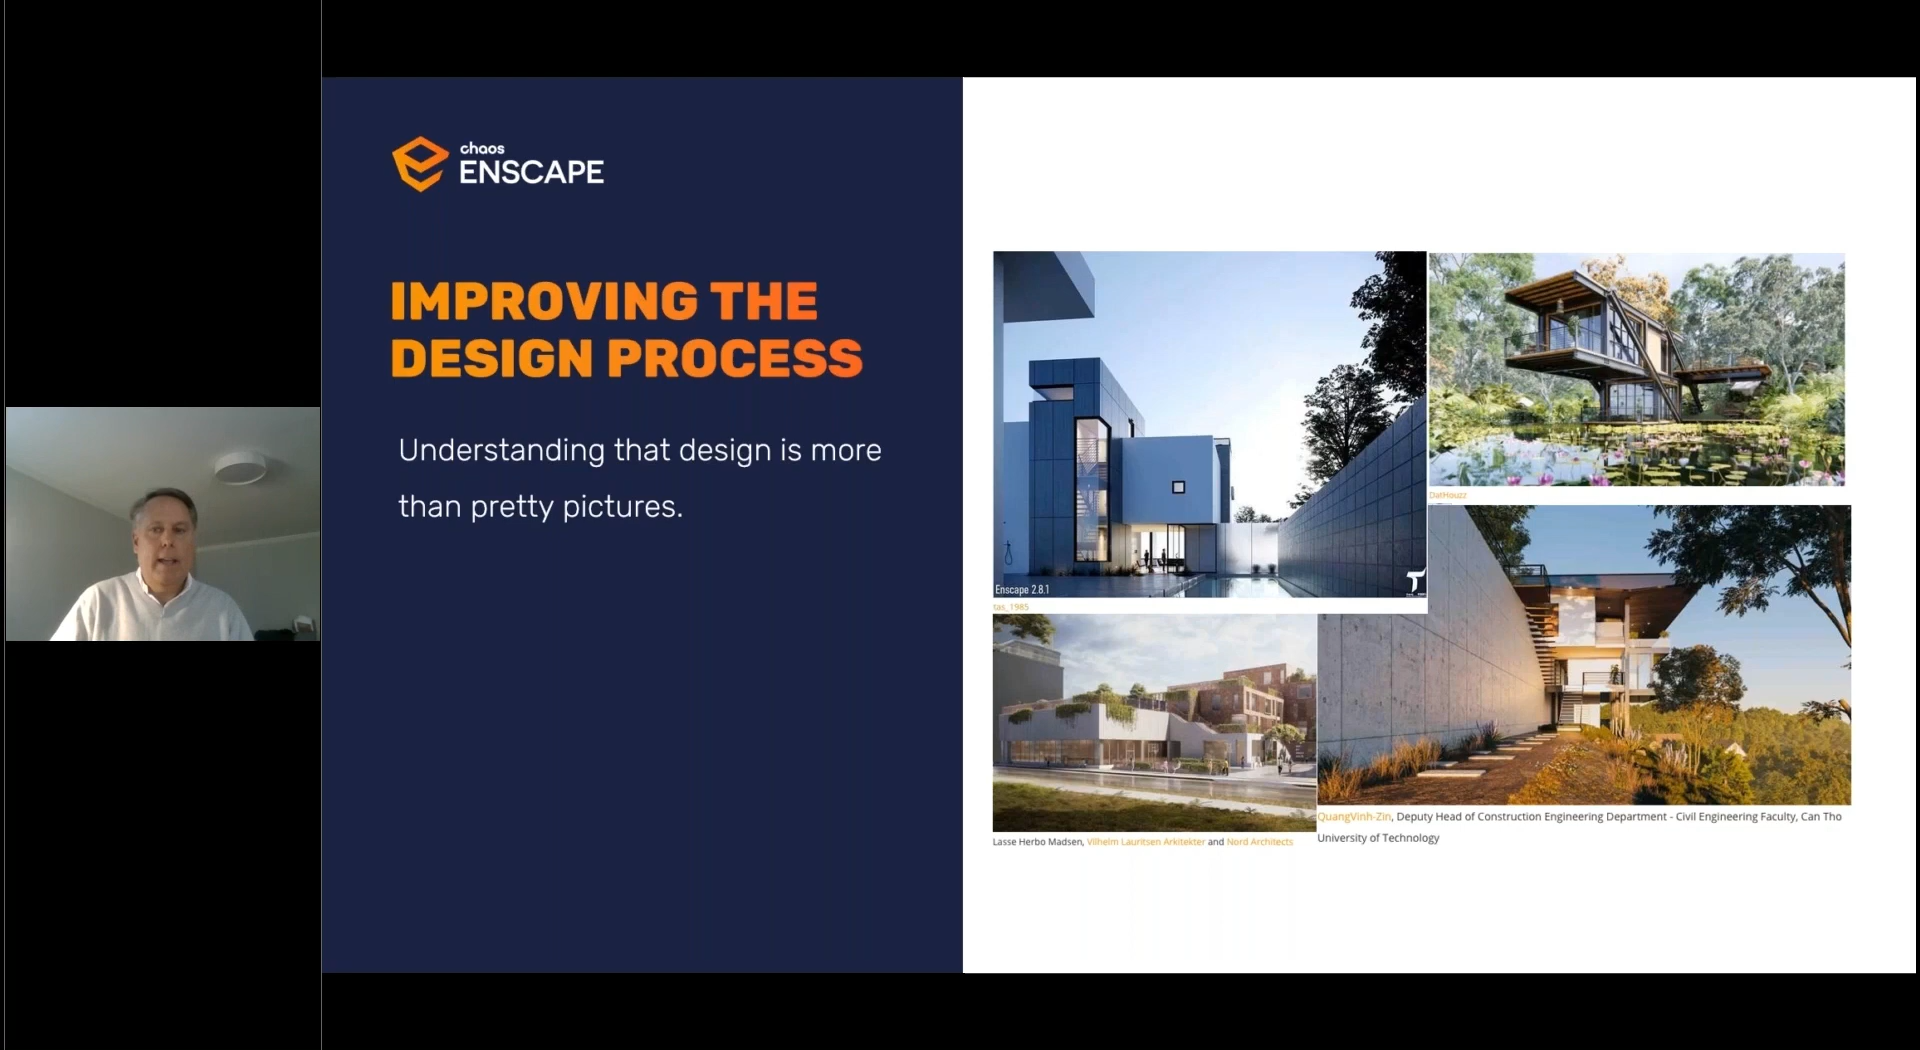 chaos
ENSCAPE
IMPROVING THE
DESIGN PROCESS
Understanding that design is more
than pretty pictures.
Enscape 2.8.1
tas_1985
DatHouzz
Lasse Herbo Madsen, Vilhelm Lauritsen Arkitekter and Nord Architects
QuangVinh-Zin, Deputy Head of Construction Engineering Department - Civil Engineering Faculty, Can Tho
University of Technology